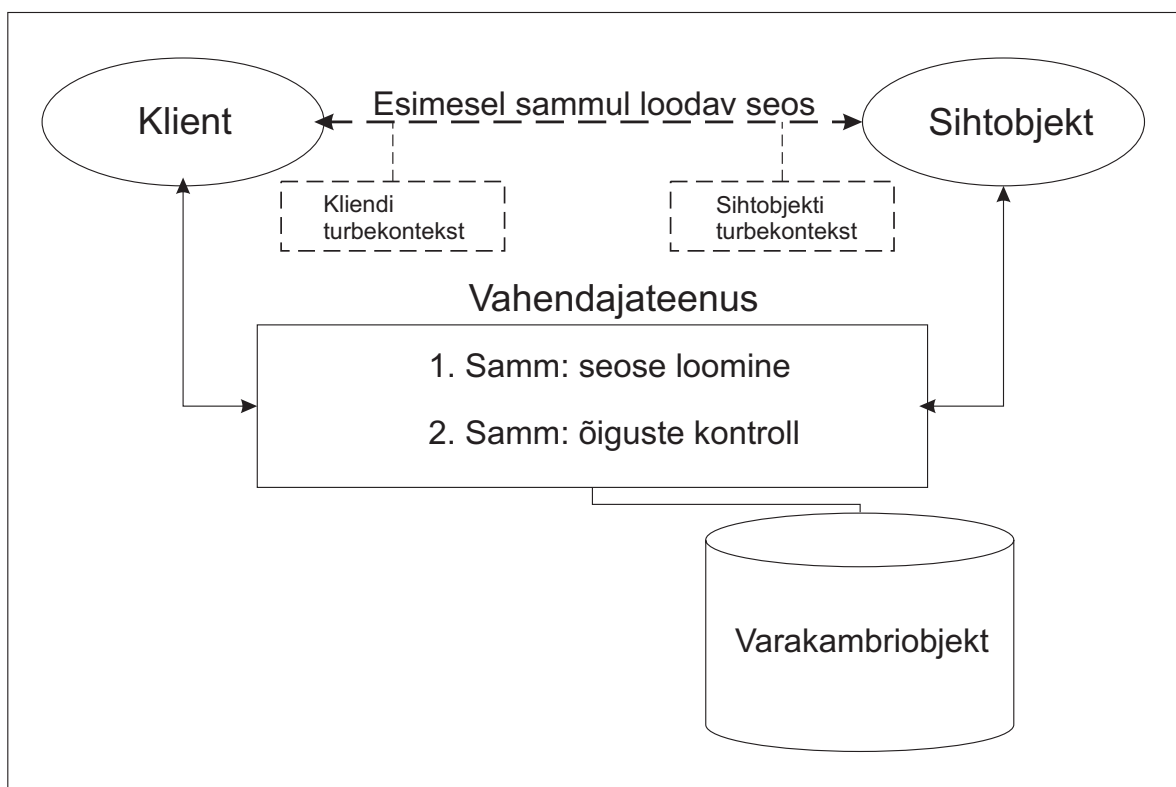 Klient
Esimesel sammul loodav seos
Sihtobjekt
Kliendi
turbekontekst
Sihtobjekti
turbekontekst
Vahendajateenus
1. Samm: seose loomine
2. Samm: õiguste kontroll
Varakambriobjekt